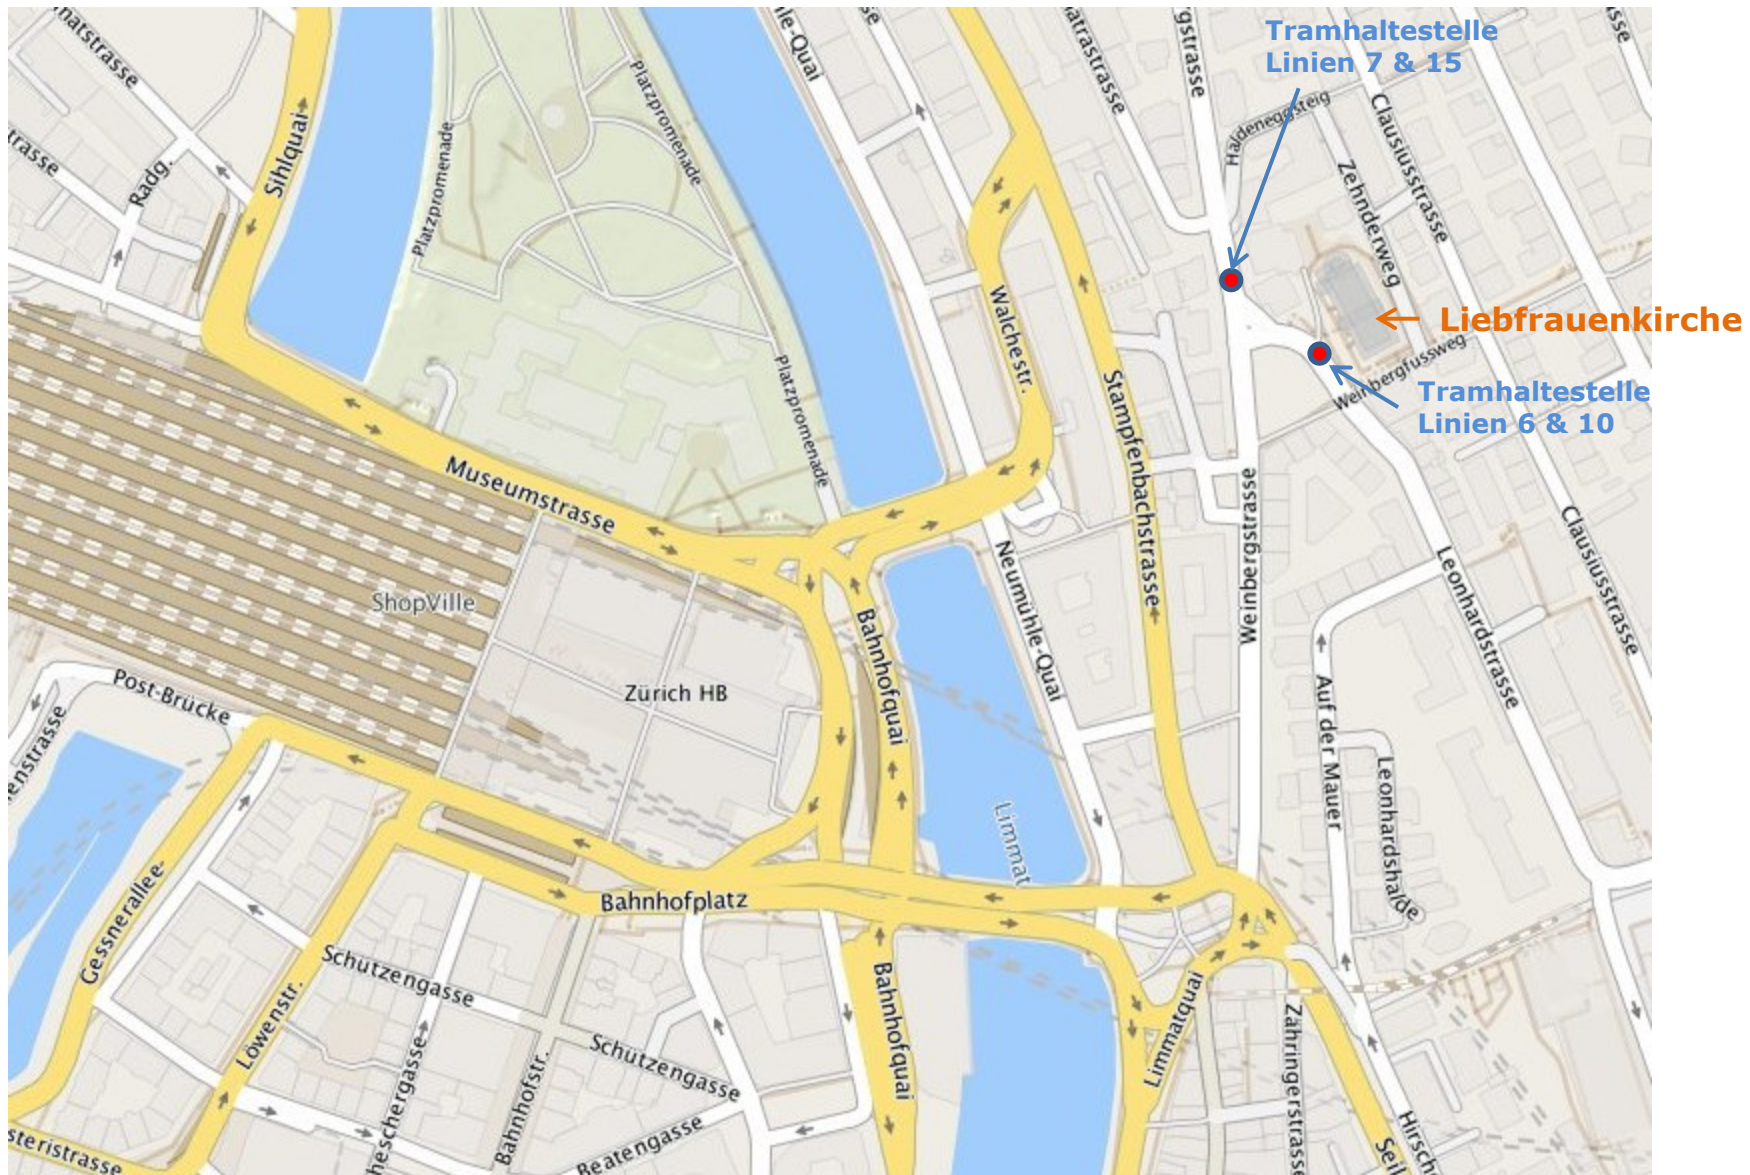 Tramhaltestelle
Linien 7 & 15
Haldeneggsteig
Clausiusstrasse
Zehnderweg
Liebfrauenkirche
Weinbergfussweg
Tramhaltestelle
Linien 6 & 10
Sihlquai
Radg.
Platzpromenade
Platzpromenade
Platzpromenade
Walchestr.
Stampfenbachstrasse
Museumstrasse
Neumühle-Quai
Weinbergstrasse
Leonhardstrasse
Clausiusstrasse
ShopVille
Zürich HB
Bahnhofquai
Post-Brücke
Auf der Mauer
Leonhardshalde
Limmat
Bahnhofplatz
Gessnerallee-
Schützengasse
Löwenstr.
Schützengasse
Bahnhofstr.
Bahnhofquai
Limmatquai
Beatengasse